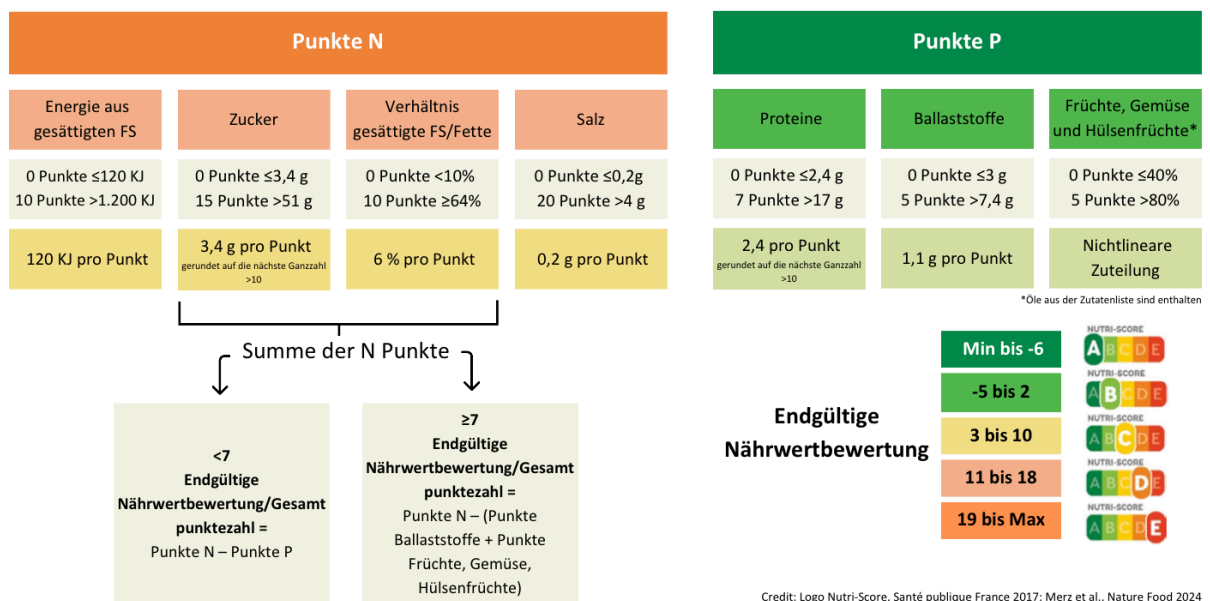 Punkte N
Energie aus
gesättigten FS
Zucker
Verhältnis
gesättigte FS/Fette
Salz
0 Punkte ≤120 KJ
10 Punkte >1.200 KJ
0 Punkte ≤3,4 g
15 Punkte >51 g
0 Punkte <10%
10 Punkte ≥64%
0 Punkte ≤0,2g
20 Punkte >4 g
120 KJ pro Punkt
3,4 g pro Punkt
gerundet auf die nächste Ganzzahl
>10
6 % pro Punkt
0,2 g pro Punkt
Summe der N Punkte
<7
Endgültige
Nährwertbewertung/Gesamt
punktezahl =
Punkte N – Punkte P
≥7
Endgültige
Nährwertbewertung/Gesamt
punktezahl =
Punkte N – (Punkte
Ballaststoffe + Punkte
Früchte, Gemüse,
Hülsenfrüchte)
Punkte P
Proteine
Ballaststoffe
Früchte, Gemüse
und Hülsenfrüchte*
0 Punkte ≤2,4 g
7 Punkte >17 g
0 Punkte ≤3 g
5 Punkte >7,4 g
0 Punkte ≤40%
5 Punkte >80%
2,4 pro Punkt
gerundet auf die nächste Ganzzahl
>10
1,1 g pro Punkt
Nichtlineare
Zuteilung
*Öle aus der Zutatenliste sind enthalten
Endgültige
Nährwertbewertung
Min bis -6
NUTRI-SCORE
A B C D E
-5 bis 2
NUTRI-SCORE
A B C D E
3 bis 10
NUTRI-SCORE
A B C D E
11 bis 18
NUTRI-SCORE
A B C D E
19 bis Max
NUTRI-SCORE
A B C D E
Credit: Logo Nutri-Score, Santé publique France 2017; Merz et al., Nature Food 2024